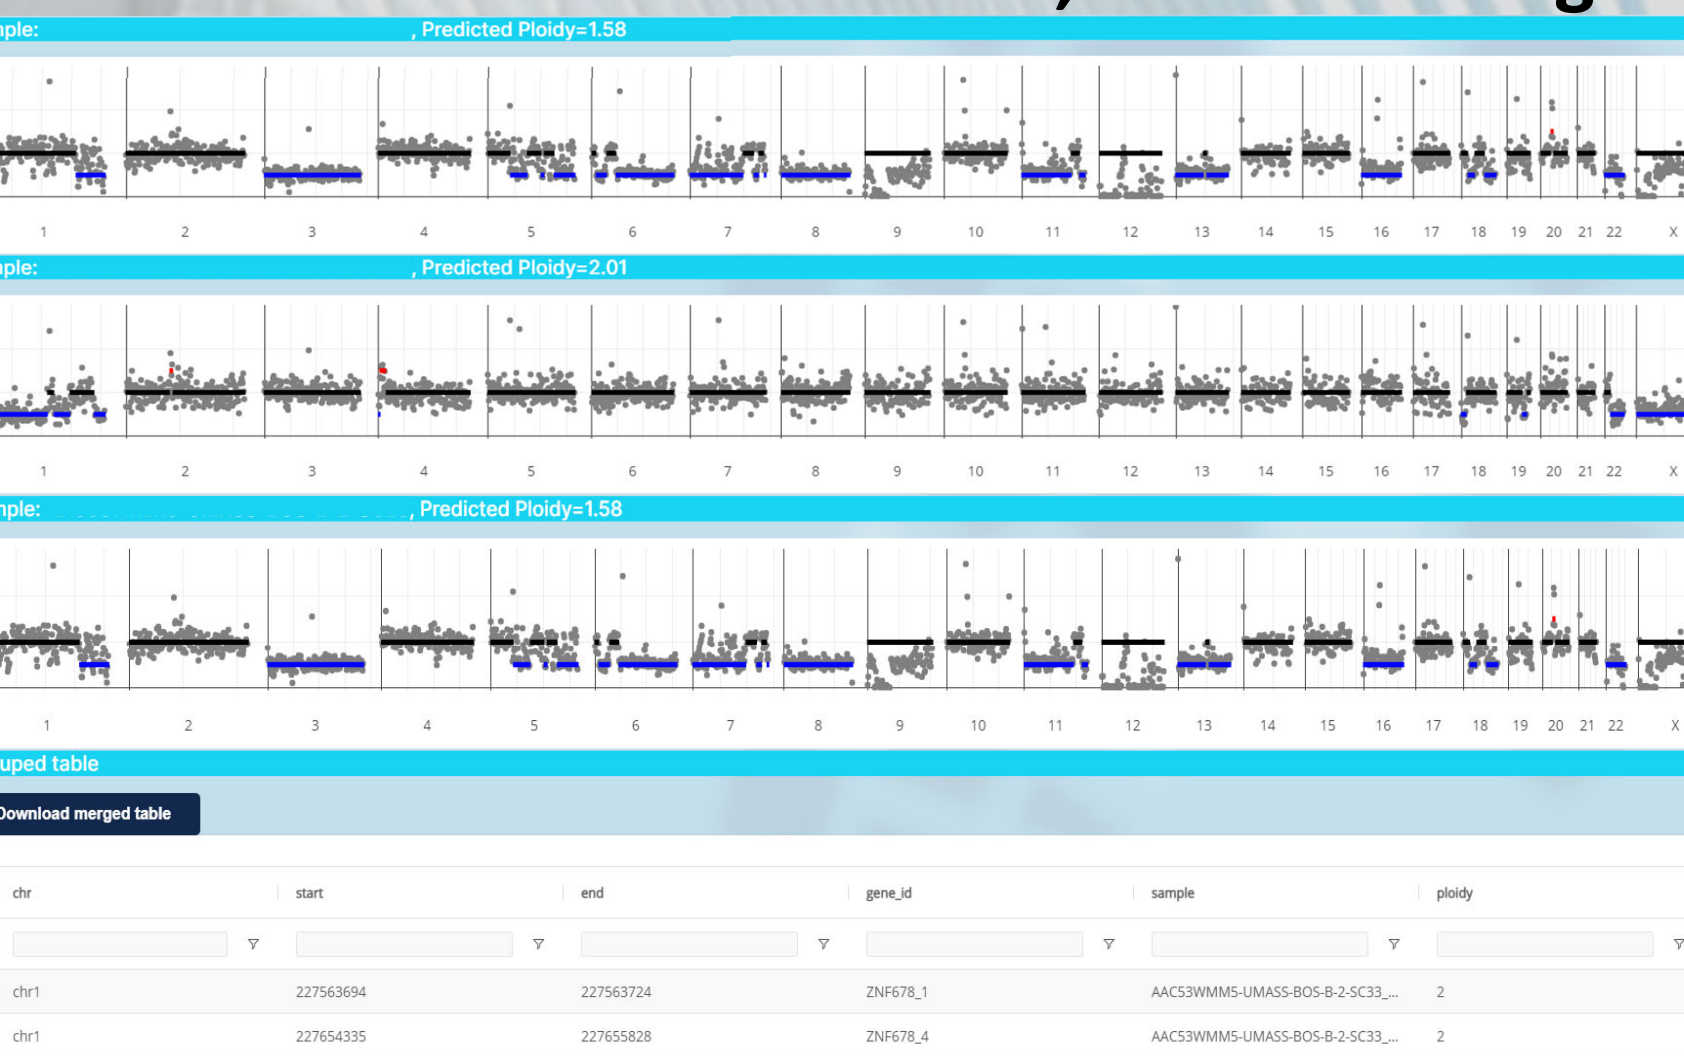 , Predicted Ploidy=1.58
1 2 3 4 5 6 7 8 9 10 11 12 13 14 15 16 17 18 19 20 21 22 X
, Predicted Ploidy=2.01
1 2 3 4 5 6 7 8 9 10 11 12 13 14 15 16 17 18 19 20 21 22 X
, Predicted Ploidy=1.58
1 2 3 4 5 6 7 8 9 10 11 12 13 14 15 16 17 18 19 20 21 22 X
uped table
Download merged table
chr start end gene_id sample ploidy
chr1 227563694 227563724 ZNF678_1 AAC53WMM5-UMASS-BOS-B-2-SC33_... 2
chr1 227654335 227655828 ZNF678_4 AAC53WMM5-UMASS-BOS-B-2-SC33_... 2